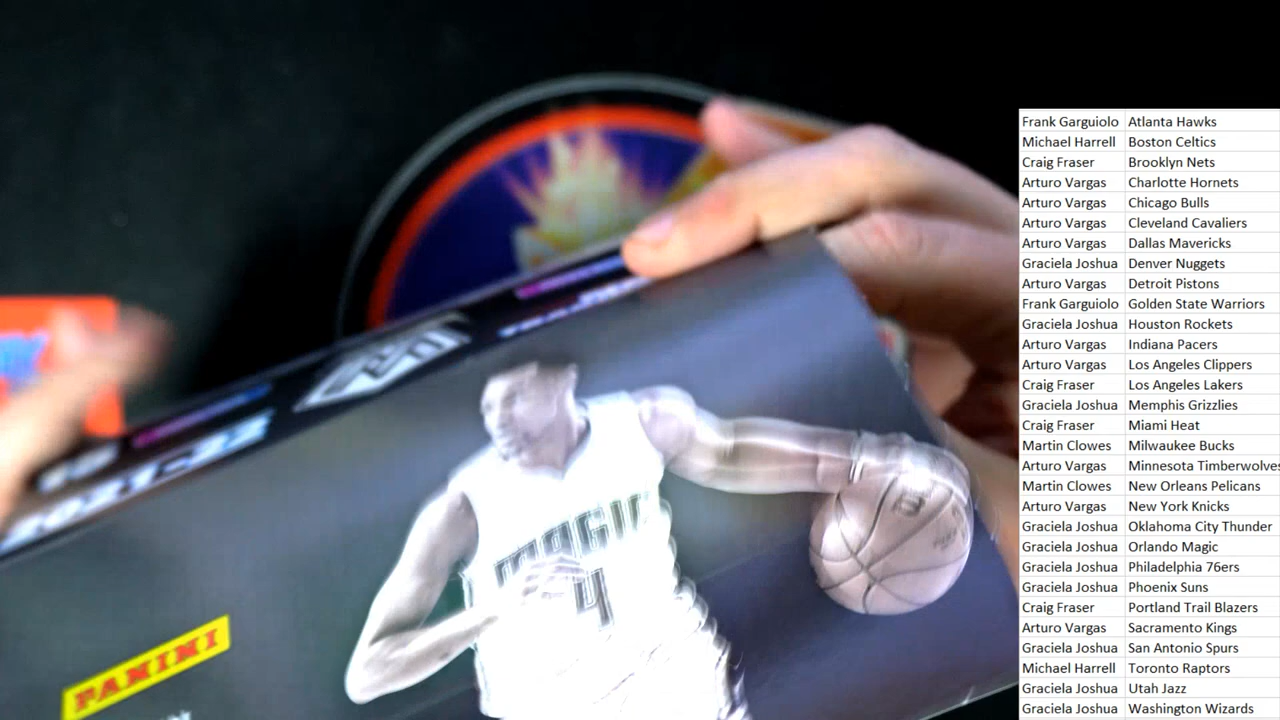 Frank Garguiolo Atlanta Hawks
Michael Harrell Boston Celtics
Craig Fraser Brooklyn Nets
Arturo Vargas Charlotte Hornets
Arturo Vargas Chicago Bulls
Arturo Vargas Cleveland Cavaliers
Arturo Vargas Dallas Mavericks
Graciela Joshua Denver Nuggets
Arturo Vargas Detroit Pistons
Frank Garguiolo Golden State Warriors
Graciela Joshua Houston Rockets
Arturo Vargas Indiana Pacers
Arturo Vargas Los Angeles Clippers
Craig Fraser Los Angeles Lakers
Graciela Joshua Memphis Grizzlies
Craig Fraser Miami Heat
Martin Clowes Milwaukee Bucks
Arturo Vargas Minnesota Timberwolves
Martin Clowes New Orleans Pelicans
Arturo Vargas New York Knicks
Graciela Joshua Oklahoma City Thunder
Graciela Joshua Orlando Magic
Graciela Joshua Philadelphia 76ers
Graciela Joshua Phoenix Suns
Craig Fraser Portland Trail Blazers
Arturo Vargas Sacramento Kings
Graciela Joshua San Antonio Spurs
Michael Harrell Toronto Raptors
Graciela Joshua Utah Jazz
Graciela Joshua Washington Wizards
MAGIC
4
PANINI